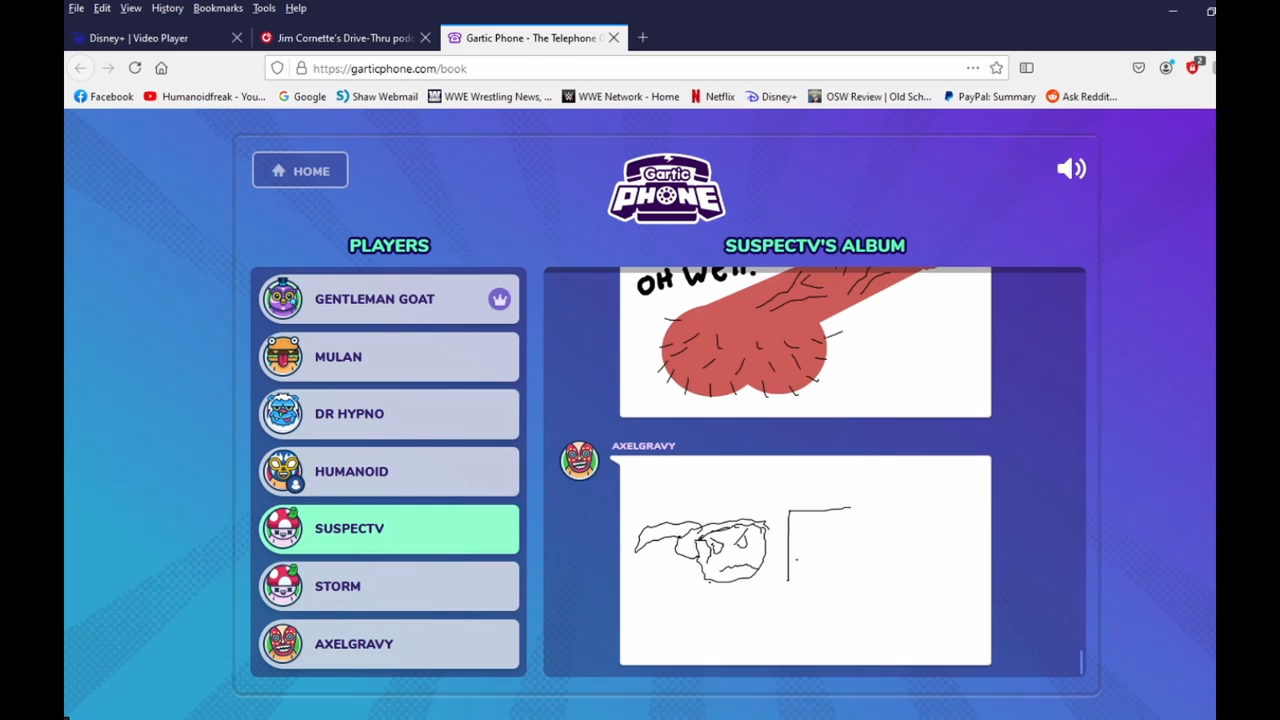 File Edit View History Bookmarks Tools Help
Disney+ | Video Player
Jim Cornette's Drive-Thru pod
Gartic Phone - The Telephone G
https://garticphone.com/book
2
Facebook
Humanoidfreak - You...
Google
Shaw Webmail
WWE Wrestling News, ...
WWE Network - Home
Netflix
Disney+
OSW Review | Old Sch...
PayPal: Summary
Ask Reddit...
HOME
Gartic
PHONE
PLAYERS
SUSPECTV'S ALBUM
GENTLEMAN GOAT
MULAN
DR HYPNO
HUMANOID
SUSPECTV
STORM
AXELGRAVY
OH WELL.
AXELGRAVY